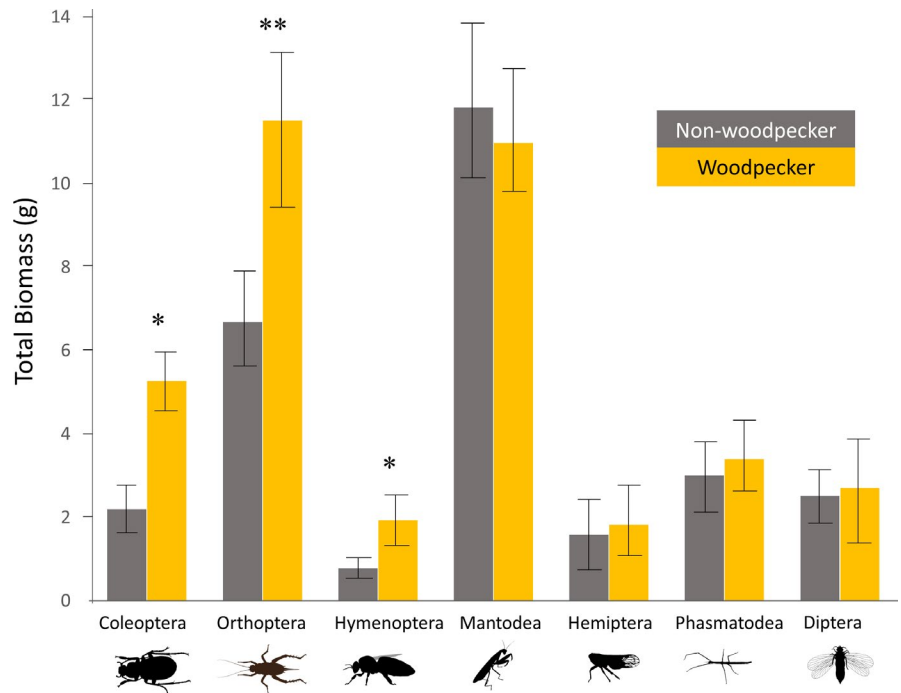 14
12
10
8
6
4
2
0
Total Biomass (g)
*
**
*
Non-woodpecker
Woodpecker
Coleoptera
Orthoptera
Hymenoptera
Mantodea
Hemiptera
Phasmatodea
Diptera